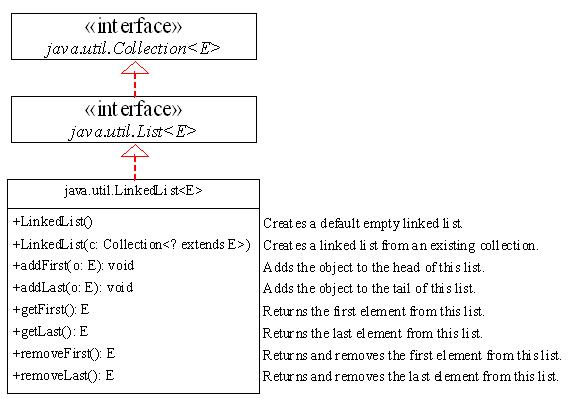 «interface»
java.util.Collection<E>
«interface»
java.util.List<E>
java.util.LinkedList<E>
+LinkedList() Creates a default empty linked list.
+LinkedList(c: Collection<? extends E>) Creates a linked list from an existing collection.
+addFirst(o: E): void Adds the object to the head of this list.
+addLast(o: E): void Adds the object to the tail of this list.
+getFirst(): E Returns the first element from this list.
+getLast(): E Returns the last element from this list.
+removeFirst(): E Returns and removes the first element from this list.
+removeLast(): E Returns and removes the last element from this list.